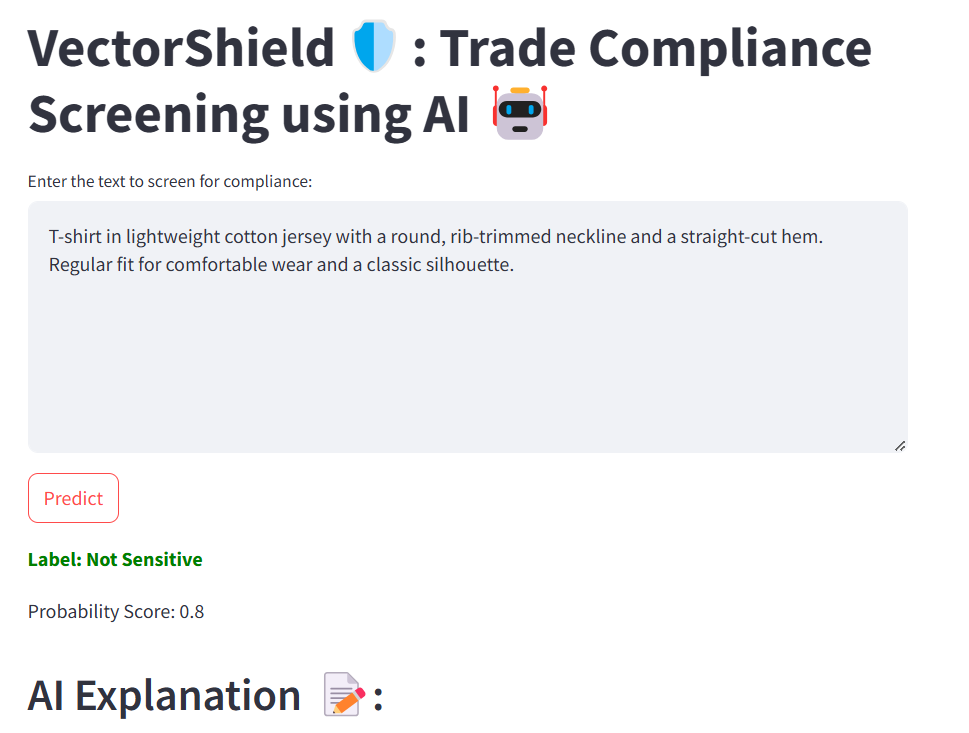 VectorShield 🛡️ : Trade Compliance
Screening using AI 🤖
Enter the text to screen for compliance:
T-shirt in lightweight cotton jersey with a round, rib-trimmed neckline and a straight-cut hem.
Regular fit for comfortable wear and a classic silhouette.
Predict
Label: Not Sensitive
Probability Score: 0.8
AI Explanation 📝: